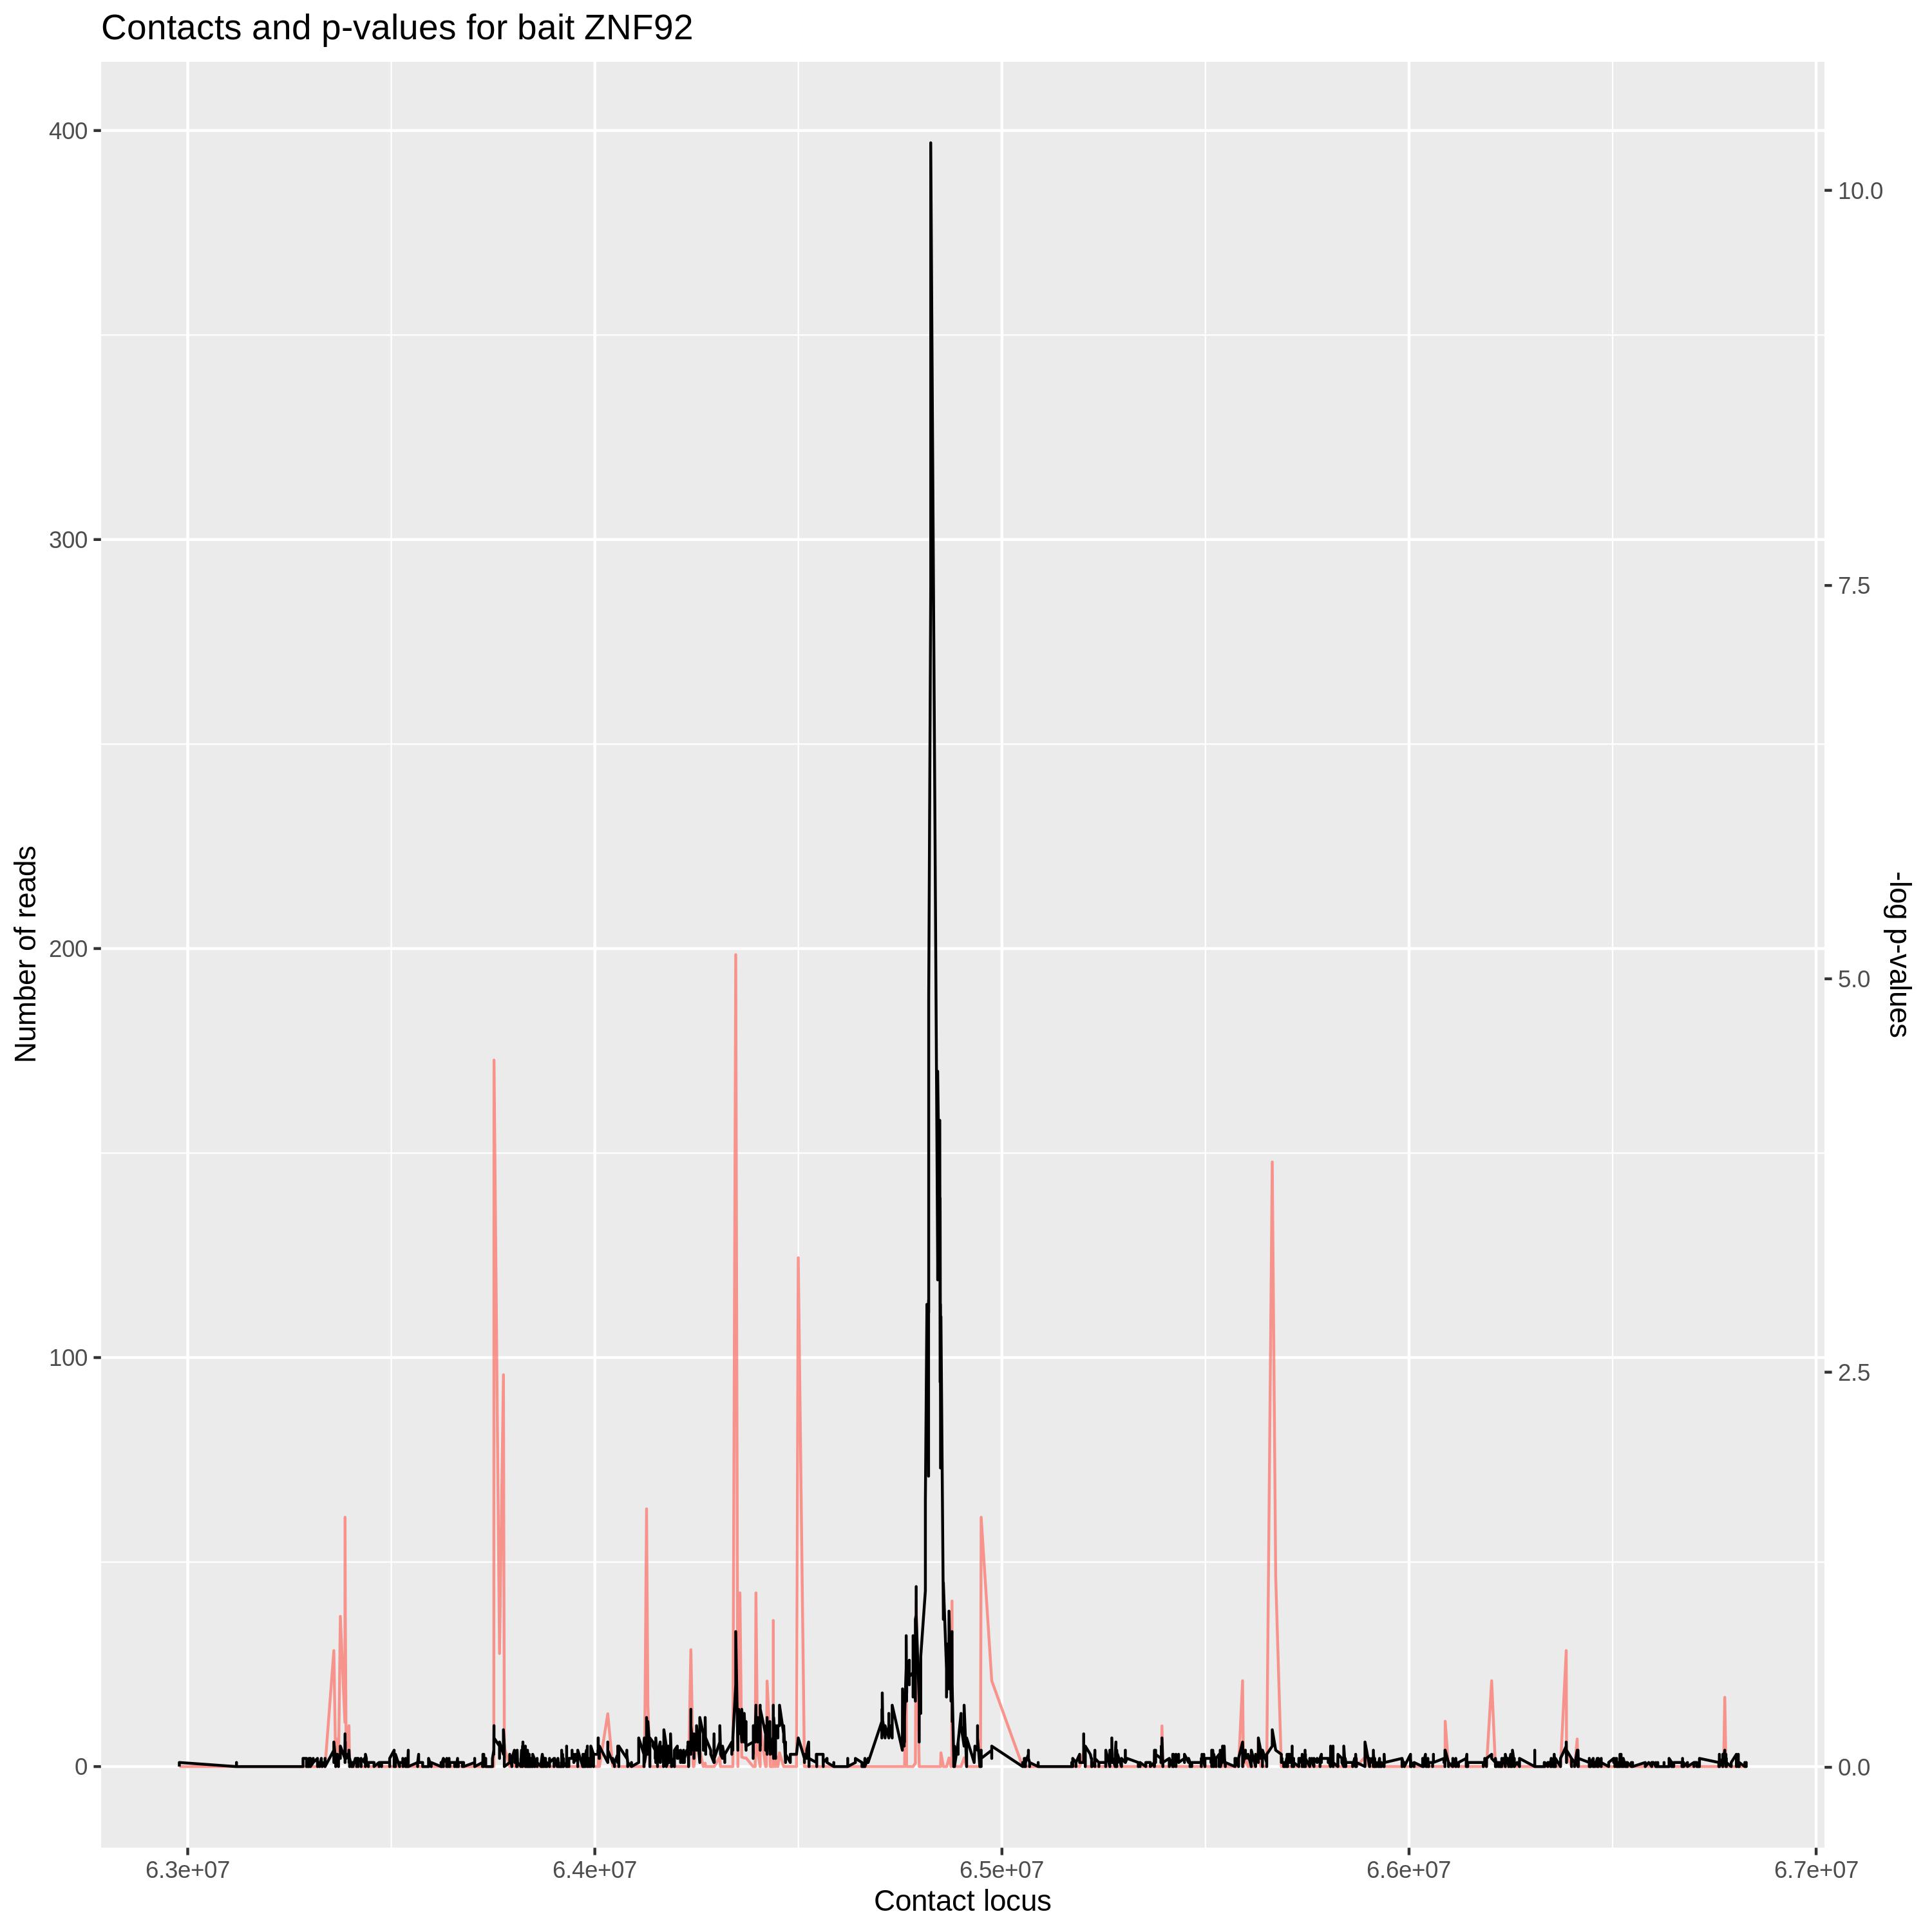 Contacts and p-values for bait ZNF92
400
300
200
100
0
Number of reads
10.0
7.5
5.0
2.5
0.0
-log p-values
6.3e+07
6.4e+07
6.5e+07
6.6e+07
6.7e+07
Contact locus